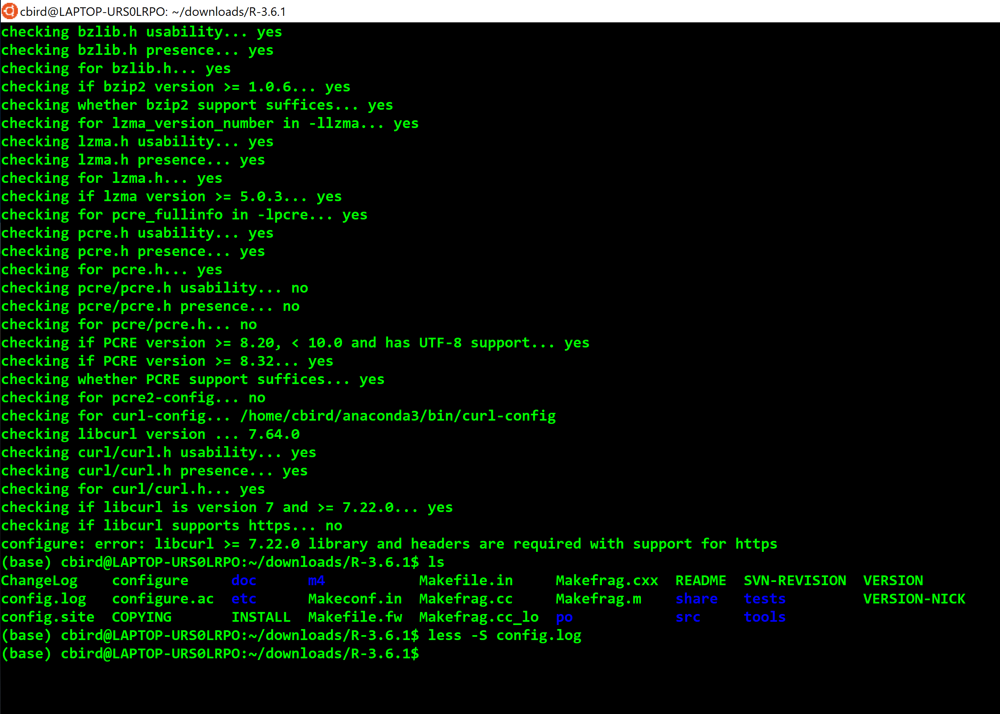 cbird@LAPTOP-URS0LRPO: ~/downloads/R-3.6.1
checking bzlib.h usability... yes
checking bzlib.h presence... yes
checking for bzlib.h... yes
checking if bzip2 version >= 1.0.6... yes
checking whether bzip2 support suffices... yes
checking for lzma_version_number in -llzma... yes
checking lzma.h usability... yes
checking lzma.h presence... yes
checking for lzma.h... yes
checking if lzma version >= 5.0.3... yes
checking for pcre_fullinfo in -lpcre... yes
checking pcre.h usability... yes
checking pcre.h presence... yes
checking for pcre.h... yes
checking pcre/pcre.h usability... no
checking pcre/pcre.h presence... no
checking for pcre/pcre.h... no
checking if PCRE version >= 8.20, < 10.0 and has UTF-8 support... yes
checking if PCRE version >= 8.32... yes
checking whether PCRE support suffices... yes
checking for pcre2-config... no
checking for curl-config... /home/cbird/anaconda3/bin/curl-config
checking libcurl version ... 7.64.0
checking curl/curl.h usability... yes
checking curl/curl.h presence... yes
checking for curl/curl.h... yes
checking if libcurl is version 7 and >= 7.22.0... yes
checking if libcurl supports https... no
configure: error: libcurl >= 7.22.0 library and headers are required with support for https
(base) cbird@LAPTOP-URS0LRPO:~/downloads/R-3.6.1$ ls
ChangeLog    configure     doc      m4           Makefile.in     Makefrag.cxx  README  SVN-REVISION  VERSION
config.log   configure.ac  etc      Makeconf.in  Makefrag.cc     Makefrag.m    share   tests         VERSION-NICK
config.site  COPYING       INSTALL  Makefile.fw  Makefrag.cc_lo  po            src     tools
(base) cbird@LAPTOP-URS0LRPO:~/downloads/R-3.6.1$ less -S config.log
(base) cbird@LAPTOP-URS0LRPO:~/downloads/R-3.6.1$